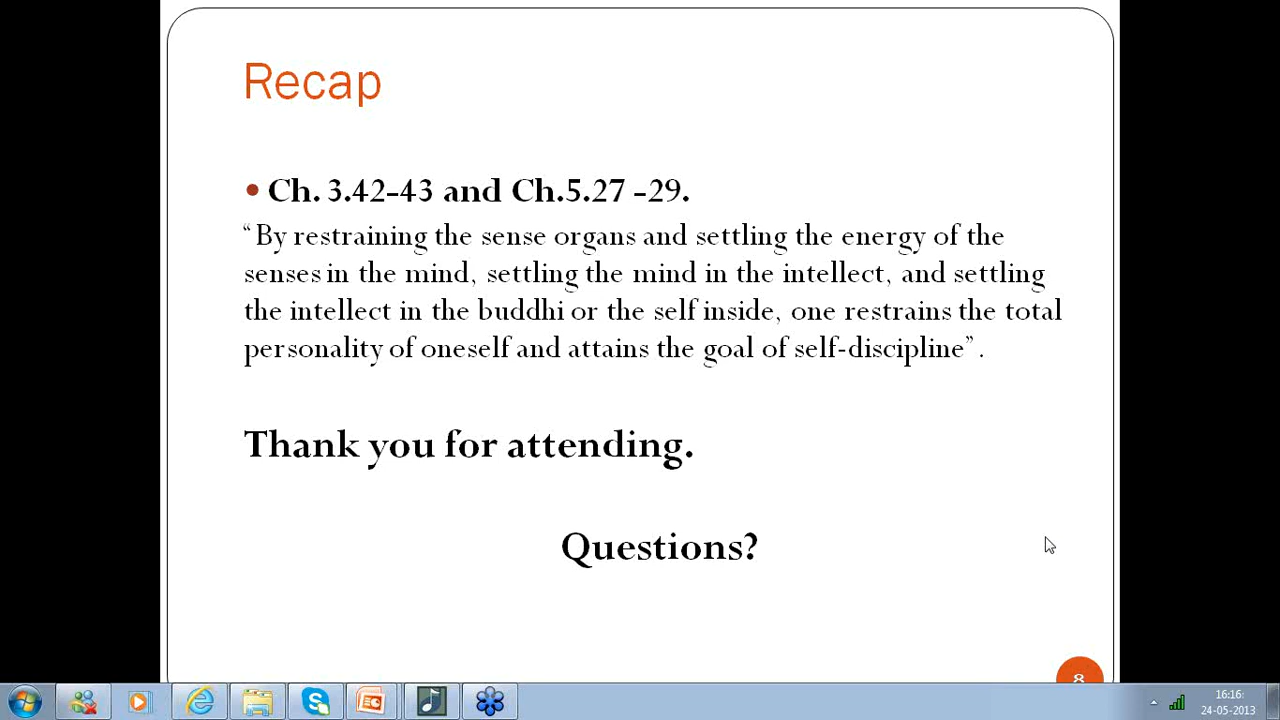 Recap
• Ch. 3.42-43 and Ch.5.27 -29.
“By restraining the sense organs and settling the energy of the
senses in the mind, settling the mind in the intellect, and settling
the intellect in the buddhi or the self inside, one restrains the total
personality of oneself and attains the goal of self-discipline”.
Thank you for attending.
Questions?
8
16:16:
24-05-2013